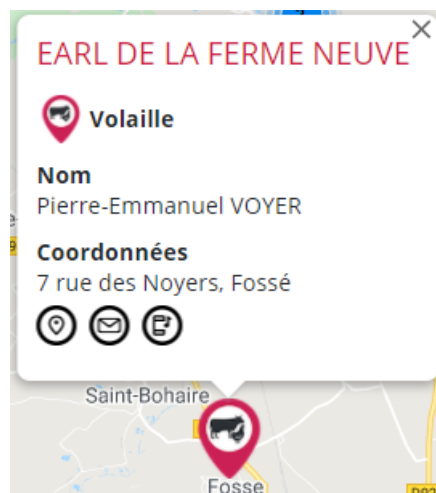 EARL DE LA FERME NEUVE
Volaille
Nom
Pierre-Emmanuel VOYER
Coordonnées
7 rue des Noyers, Fossé
Saint-Bohaire
Fosse